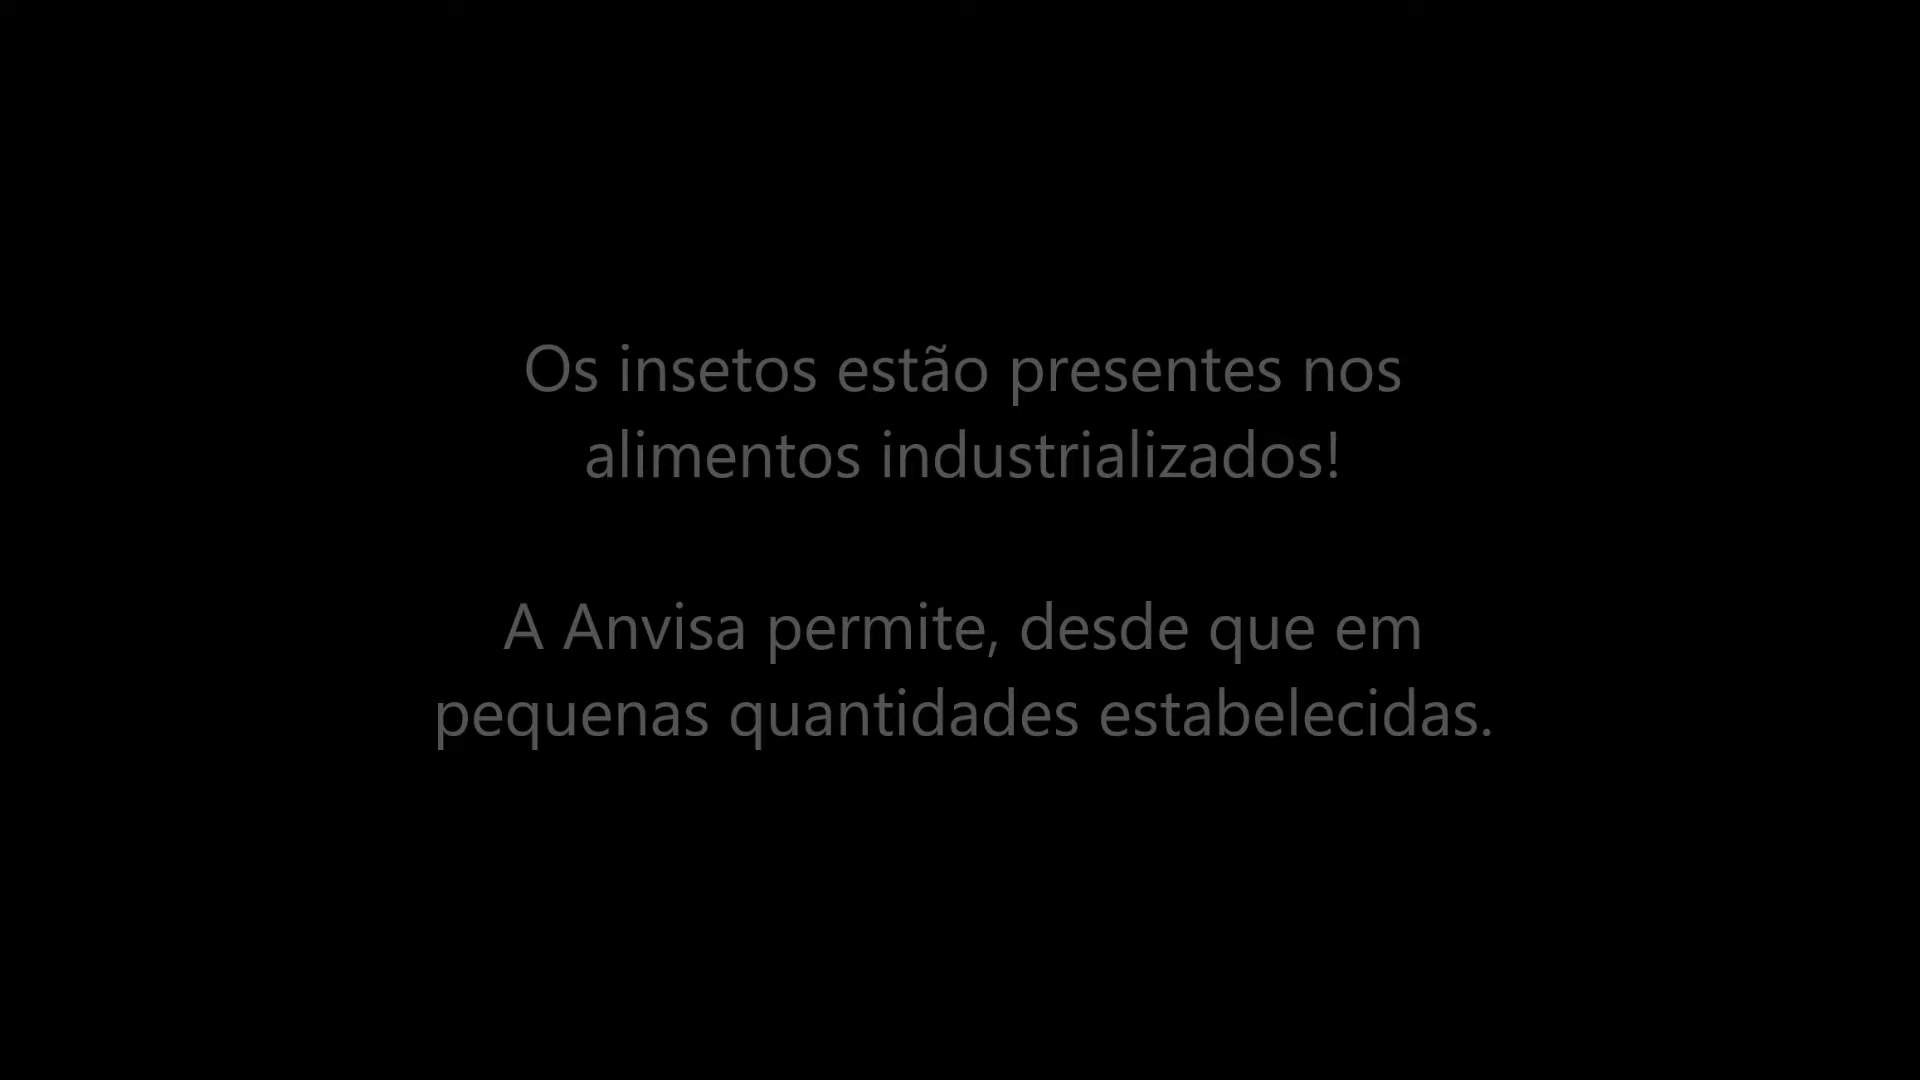 Os insetos estão presentes nos
alimentos industrializados!
A Anvisa permite, desde que em
pequenas quantidades estabelecidas.